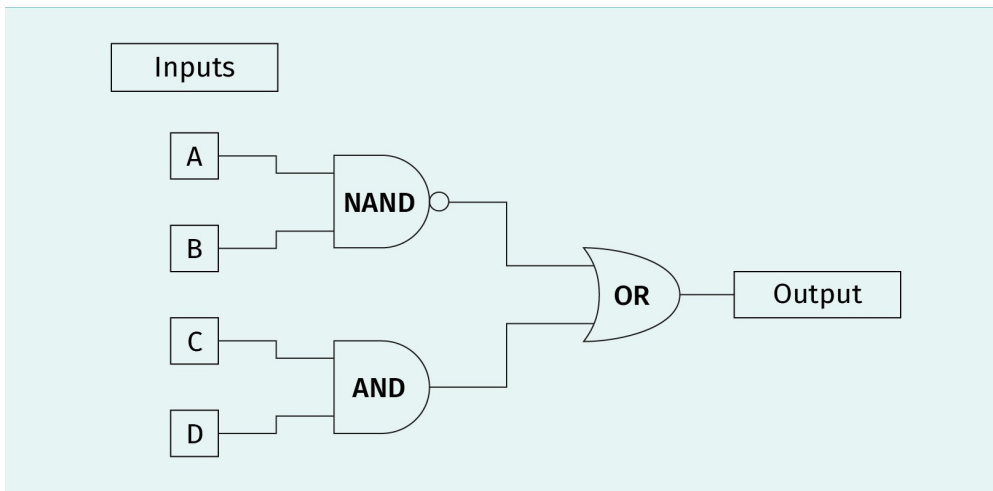 Inputs
A
NAND
B
OR
Output
C
AND
D